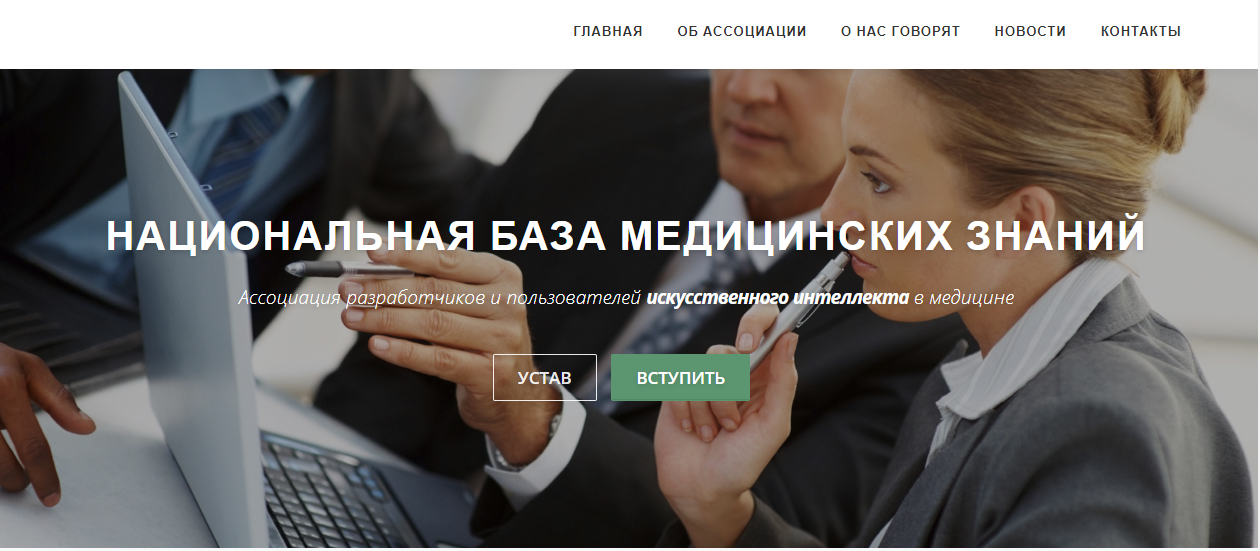 ГЛАВНАЯ ОБ АССОЦИАЦИИ О НАС ГОВОРЯТ НОВОСТИ КОНТАКТЫ
НАЦИОНАЛЬНАЯ БАЗА МЕДИЦИНСКИХ ЗНАНИЙ
Ассоциация разработчиков и пользователей искусственного интеллекта в медицине
УСТАВ ВСТУПИТЬ